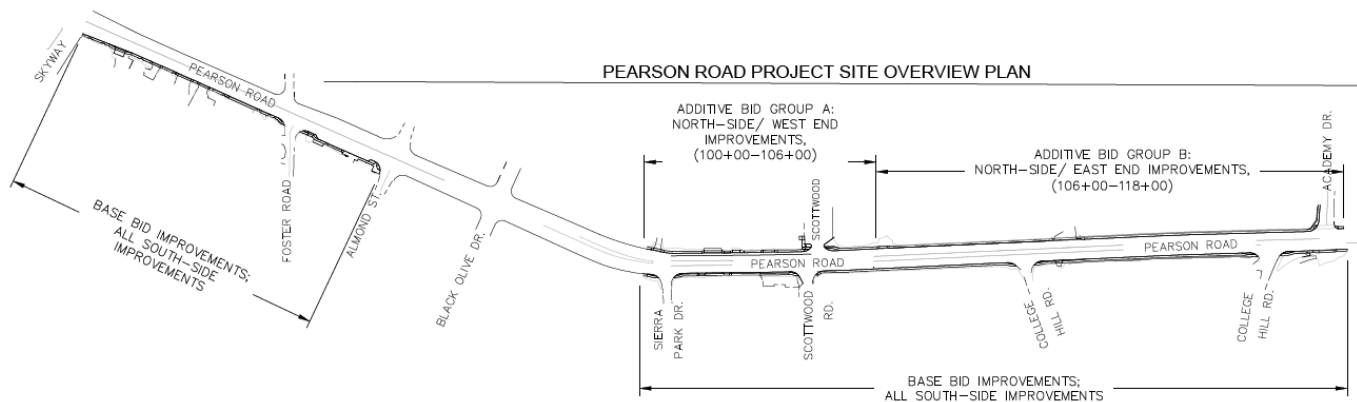 PEARSON ROAD PROJECT SITE OVERVIEW PLAN
SKYWAY
PEARSON ROAD
FOSTER ROAD
ALMOND ST.
BLACK OLIVE DR.
BASE BID IMPROVEMENTS;
ALL SOUTH-SIDE
IMPROVEMENTS
ADDITIVE BID GROUP A:
NORTH-SIDE/ WEST END
IMPROVEMENTS,
(100+00-106+00)
ADDITIVE BID GROUP B:
NORTH-SIDE/ EAST END IMPROVEMENTS,
(106+00-118+00)
ACADEMY DR.
SCOTTWOOD
PEARSON ROAD
PEARSON ROAD
SIERRA
PARK DR.
SCOTTWOOD
RD.
COLLEGE
HILL RD.
COLLEGE
HILL RD.
BASE BID IMPROVEMENTS;
ALL SOUTH-SIDE IMPROVEMENTS